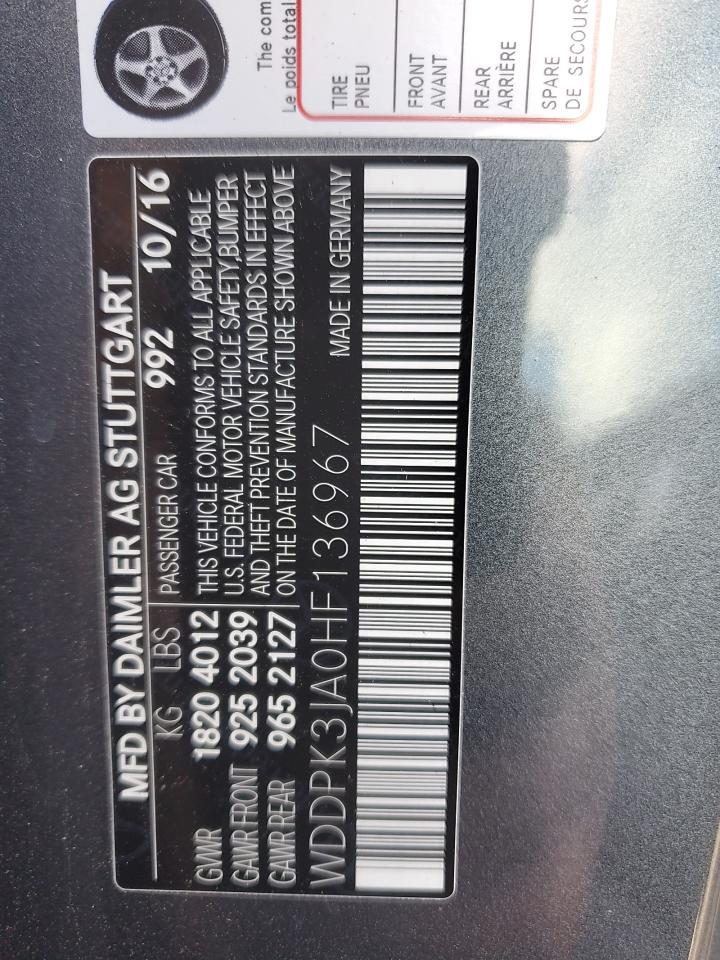 The com
Le poids total
TIRE
PNEU
FRONT
AVANT
REAR
ARRIÈRE
SPARE
DE SECOURS
MFD BY DAIMLER AG STUTTGART
KG LBS PASSENGER CAR 992 10/16
GVWR 1820 4012 THIS VEHICLE CONFORMS TO ALL APPLICABLE
GAWR FRONT 925 2039 U.S. FEDERAL MOTOR VEHICLE SAFETY,BUMPER
GAWR REAR 965 2127 AND THEFT PREVENTION STANDARDS IN EFFECT
ON THE DATE OF MANUFACTURE SHOWN ABOVE
WDDPK3JA0HF136967 MADE IN GERMANY